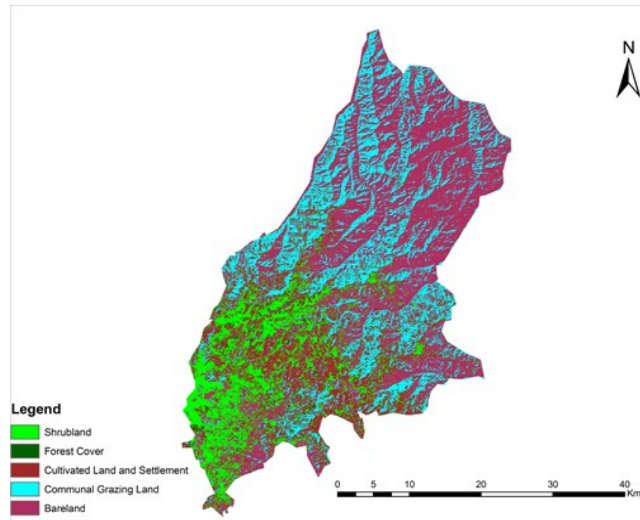 N
Legend
Shrubland
Forest Cover
Cultivated Land and Settlement
Communal Grazing Land
Bareland
0 5 10 20 30 40
Km